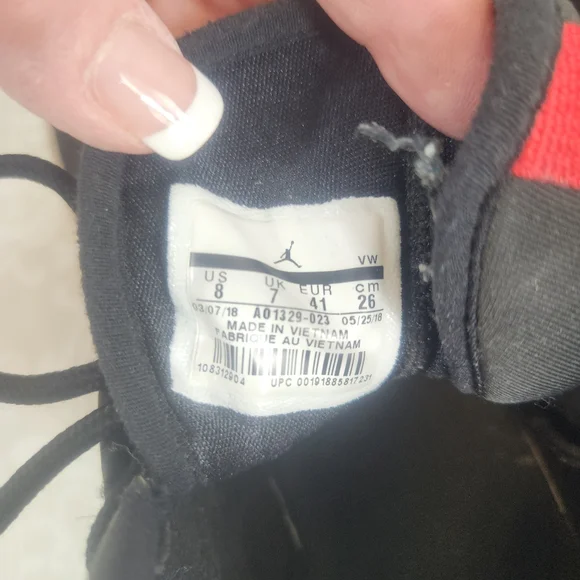 VW
US UK EUR cm
8 7 41 26
03/07/18 AO1329-023 05/25/18
MADE IN VIETNAM
FABRIQUE AU VIETNAM
108312904 UPC 00191885817231